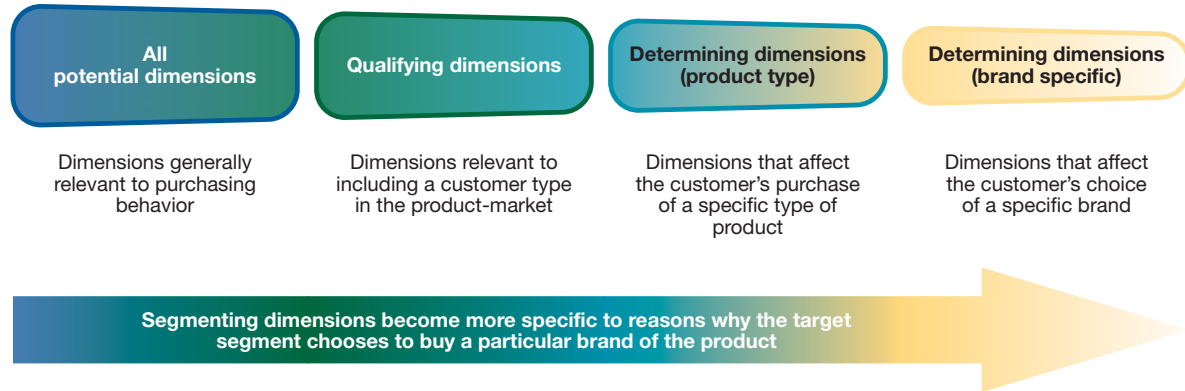 All
potential dimensions
Qualifying dimensions
Determining dimensions
(product type)
Determining dimensions
(brand specific)
Dimensions generally
relevant to purchasing
behavior
Dimensions relevant to
including a customer type
in the product-market
Dimensions that affect
the customer’s purchase
of a specific type of
product
Dimensions that affect
the customer’s choice
of a specific brand
Segmenting dimensions become more specific to reasons why the target
segment chooses to buy a particular brand of the product